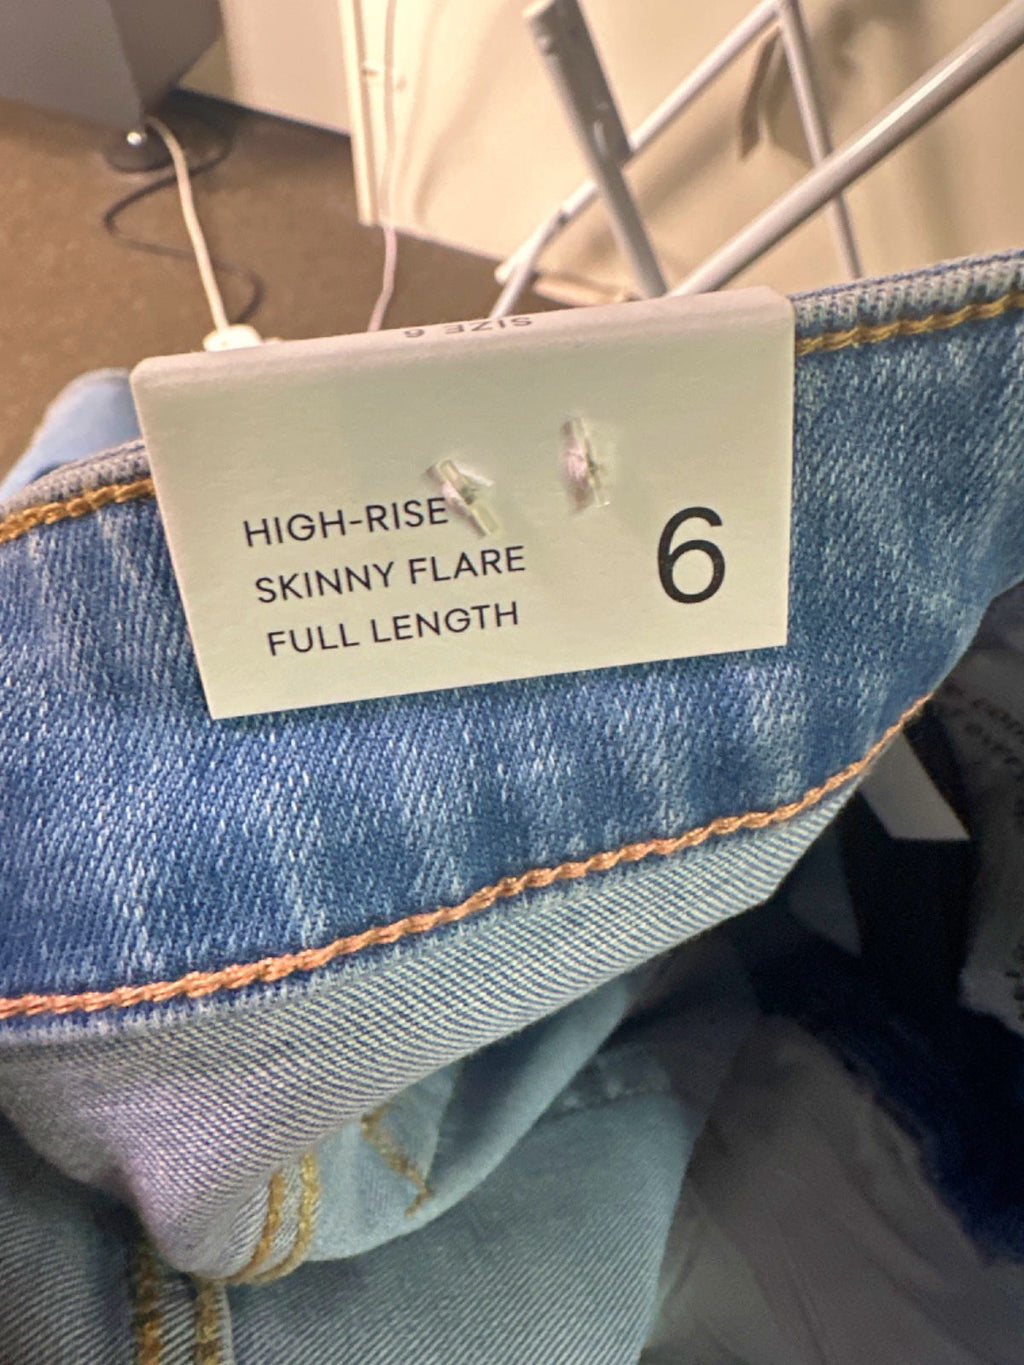 SIZE 6
HIGH-RISE
SKINNY FLARE
FULL LENGTH
6